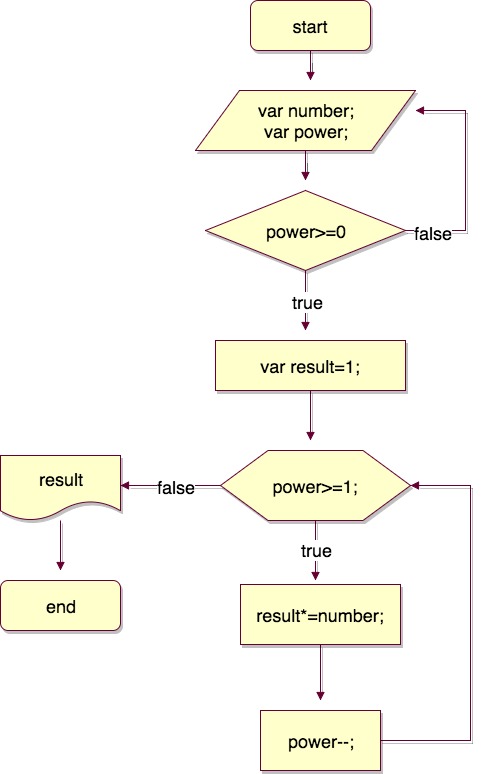 start
var number;
var power;
power>=0
false
true
var result=1;
result
false
power>=1;
true
end
result*=number;
power--;